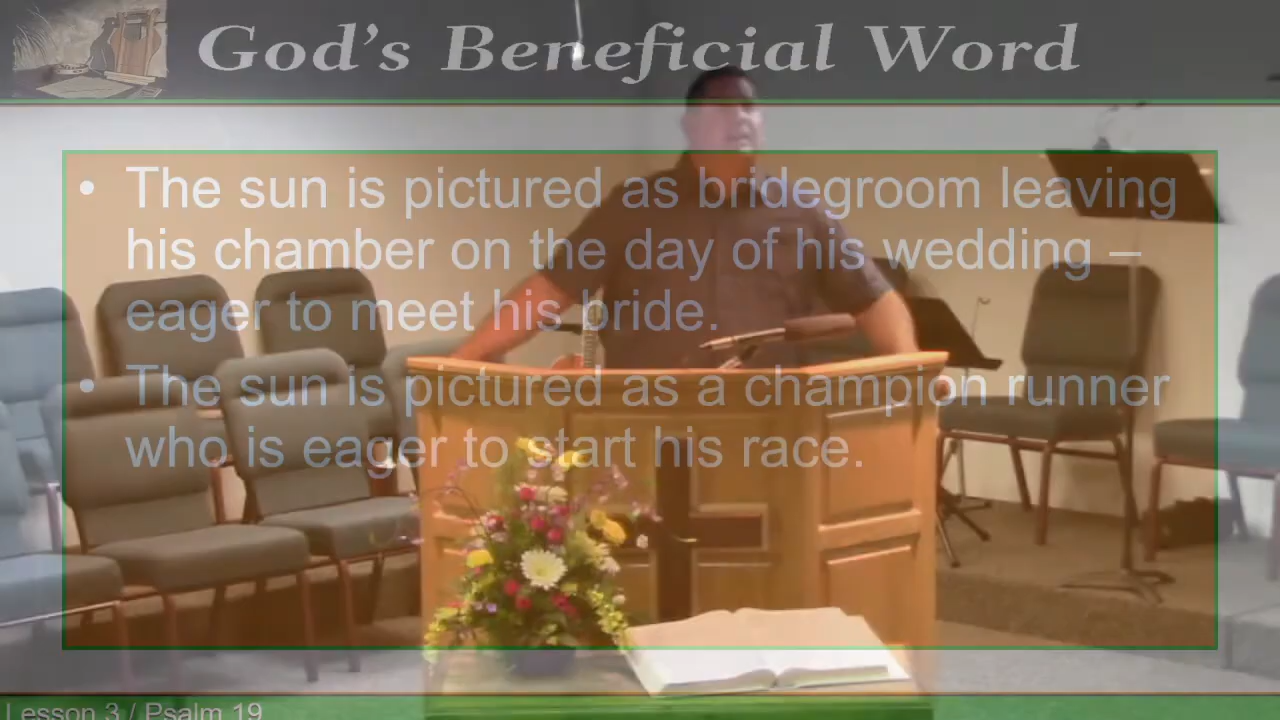 God's Beneficial Word
• The sun is pictured as bridegroom leaving
his chamber on the day of his wedding –
eager to meet his bride.
• The sun is pictured as a champion runner
who is eager to start his race.
Lesson 3 / Psalm 19